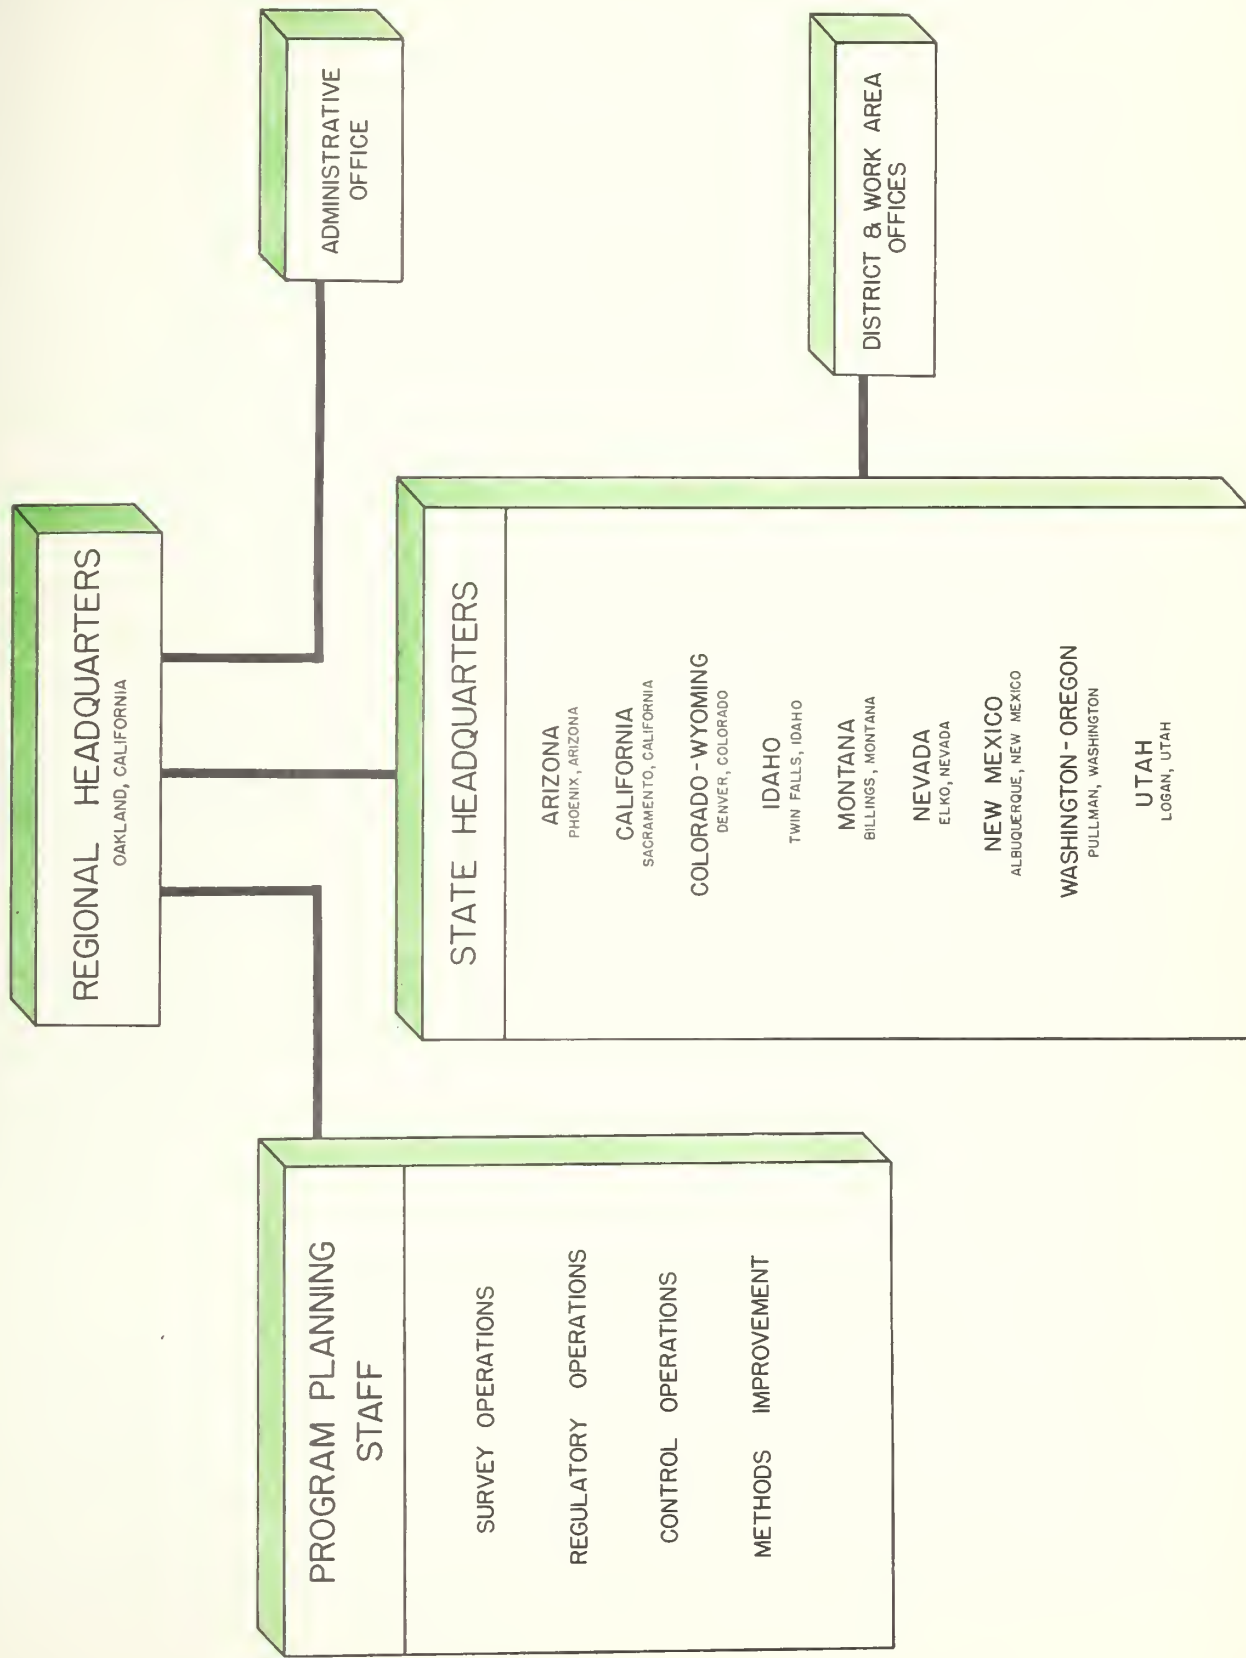 REGIONAL HEADQUARTERS
OAKLAND, CALIFORNIA
PROGRAM PLANNING
STAFF
SURVEY OPERATIONS
REGULATORY OPERATIONS
CONTROL OPERATIONS
METHODS IMPROVEMENT
STATE HEADQUARTERS
ARIZONA
PHOENIX, ARIZONA
CALIFORNIA
SACRAMENTO, CALIFORNIA
COLORADO-WYOMING
DENVER, COLORADO
IDAHO
TWIN FALLS, IDAHO
MONTANA
BILLINGS, MONTANA
NEVADA
ELKO, NEVADA
NEW MEXICO
ALBUQUERQUE, NEW MEXICO
WASHINGTON-OREGON
PULLMAN, WASHINGTON
UTAH
LOGAN, UTAH
ADMINISTRATIVE
OFFICE
DISTRICT & WORK AREA
OFFICES